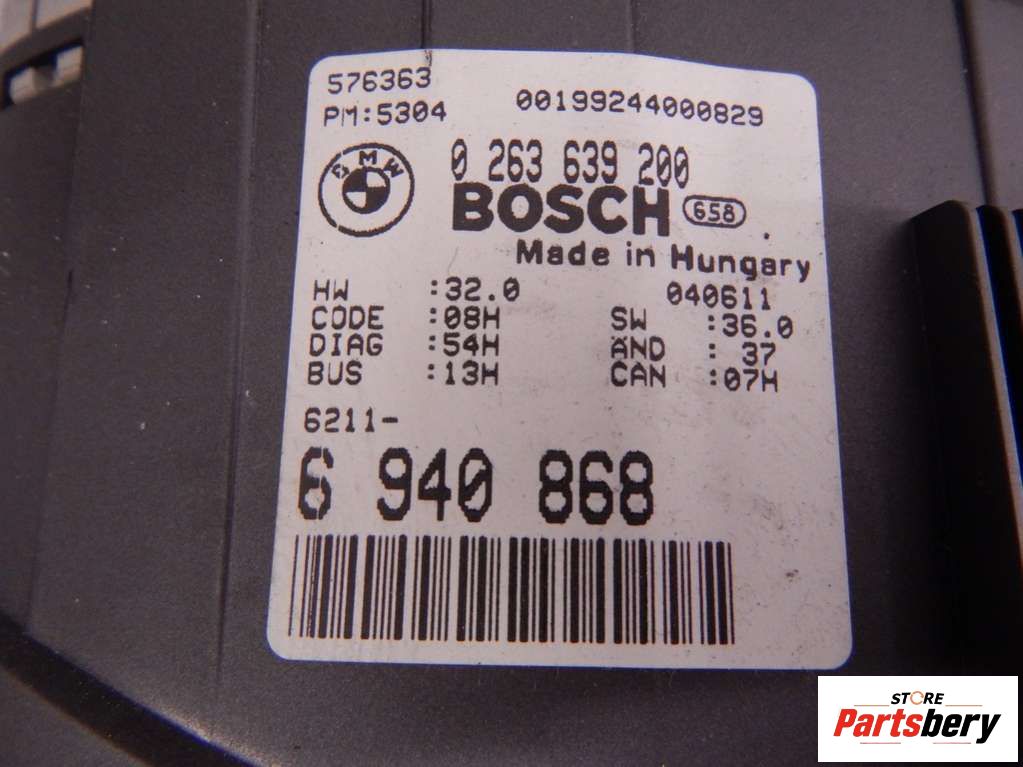 576363
PM:5304
00199244000829
BMW
0 263 639 200
BOSCH 658
Made in Hungary
HW :32.0 040611
CODE :08H SW :36.0
DIAG :54H ÄND : 37
BUS :13H CAN :07H
6211-
6 940 868
STORE
Partsbery